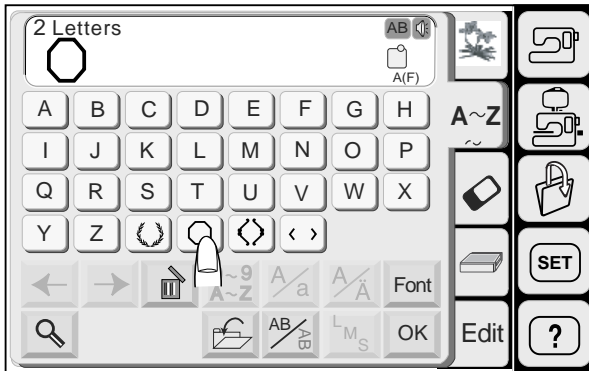 2 Letters
AB
A(F)
A B C D E F G H
A~Z
I J K L M N O P
Q R S T U V W X
Y Z
~9
A~Z
A/a
A/Ä
Font
SET
AB/AB
L M S
OK
Edit
?